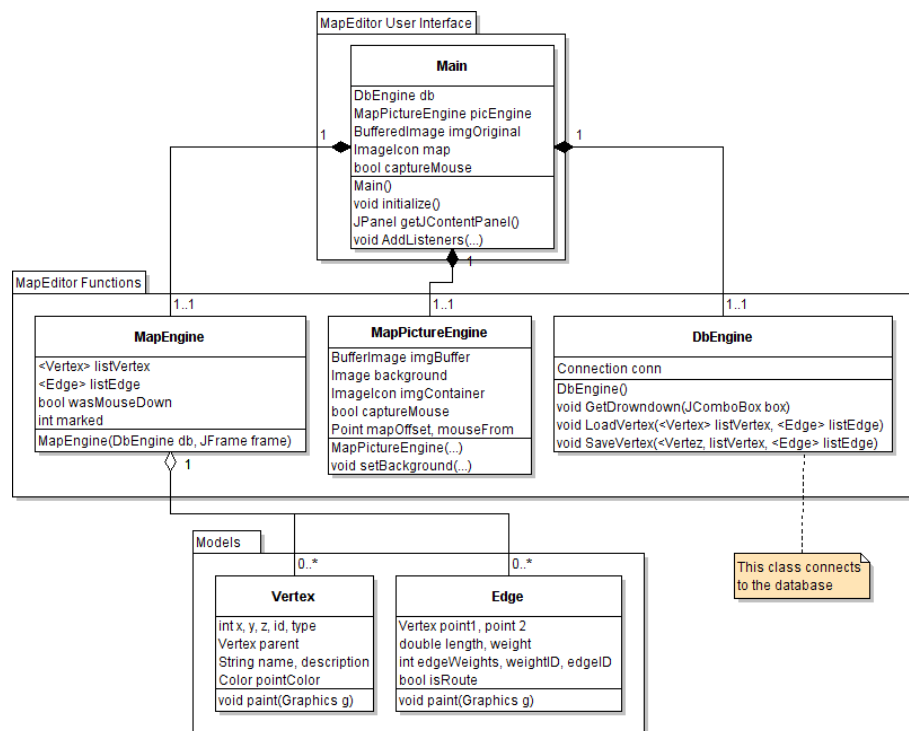 MapEditor User Interface
Main
DbEngine db
MapPictureEngine picEngine
BufferedImage imgOriginal
ImageIcon map
bool captureMouse
Main()
void initialize()
JPanel getJContentPanel()
void AddListeners(...)
1
1
1
MapEditor Functions
1..1
1..1
1..1
MapEngine
<Vertex> listVertex
<Edge> listEdge
bool wasMouseDown
int marked
MapEngine(DbEngine db, JFrame frame)
1
MapPictureEngine
BufferImage imgBuffer
Image background
ImageIcon imgContainer
bool captureMouse
Point mapOffset, mouseFrom
MapPictureEngine(...)
void setBackground(...)
DbEngine
Connection conn
DbEngine()
void GetDrowndown(JComboBox box)
void LoadVertex(<Vertex> listVertex, <Edge> listEdge)
void SaveVertex(<Vertez, listVertex, <Edge> listEdge)
This class connects
to the database
Models
0..*
0..*
Vertex
int x, y, z, id, type
Vertex parent
String name, description
Color pointColor
void paint(Graphics g)
Edge
Vertex point1, point 2
double length, weight
int edgeWeights, weightID, edgeID
bool isRoute
void paint(Graphics g)